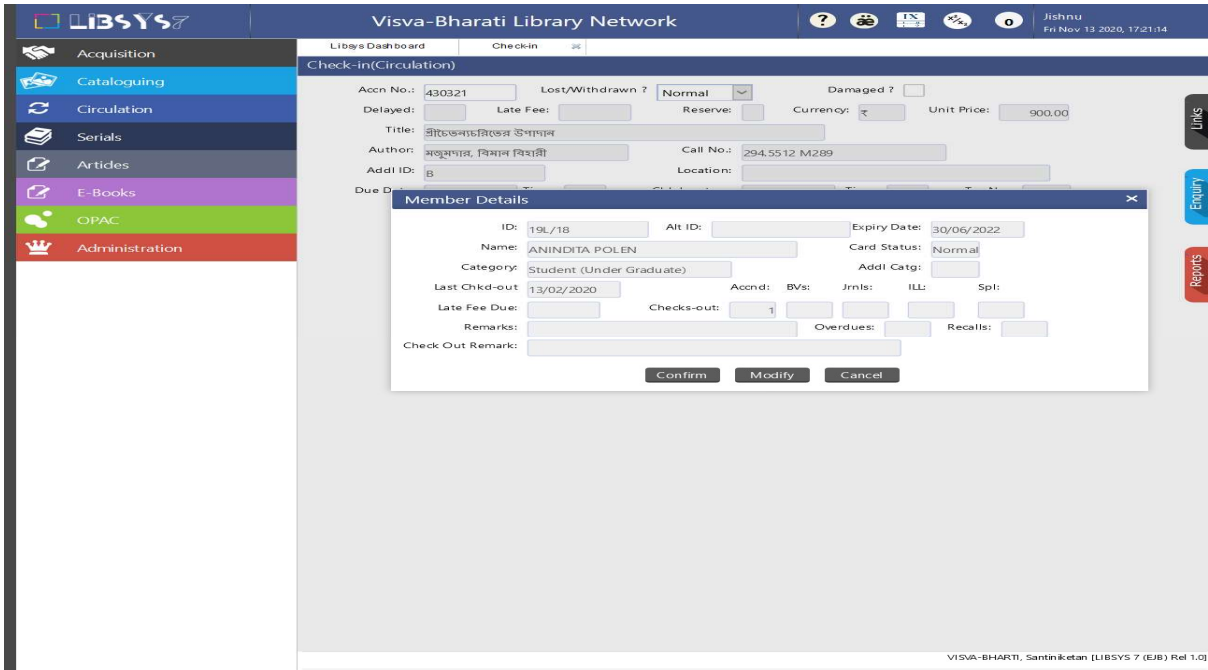 LIBSYS7 Visva-Bharati Library Network ? æ IX 0 Jishnu
Fri Nov 13 2020, 17:21:14
Acquisition
Cataloguing
Circulation
Serials
Articles
E-Books
OPAC
Administration
Libsys Dashboard Check-in
Check-in(Circulation)
Accn No.: 430321 Lost/Withdrawn ? Normal Damaged ?
Delayed: Late Fee: Reserve: Currency: ₹ Unit Price: 900.00
Title: শ্রীচৈতন্যচরিতের উপাদান
Author: মজুমদার, বিমান বিহারী Call No.: 294.5512 M289
Addl ID: B Location:
Member Details
ID: 19L/18 Alt ID: Expiry Date: 30/06/2022
Name: ANINDITA POLEN Card Status: Normal
Category: Student (Under Graduate) Addl Catg:
Last Chkd-out 13/02/2020 Accnd: BVs: Jrnls: ILL: Spl:
Late Fee Due: Checks-out: 1
Remarks: Overdues: Recalls:
Check Out Remark:
Confirm Modify Cancel
Links
Enquiry
Reports
VISVA-BHARTI, Santiniketan [LIBSYS 7 (EJB) Rel 1.0]